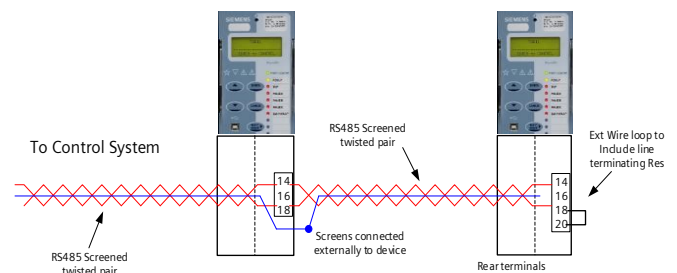 SIEMENS
SIEMENS
To Control System
RS485 Screened
twisted pair
Ext Wire loop to
Include line
terminating Res
14
16
18
14
16
18
20
Screens connected
externally to device
RS485 Screened
twisted pair
Rear terminals